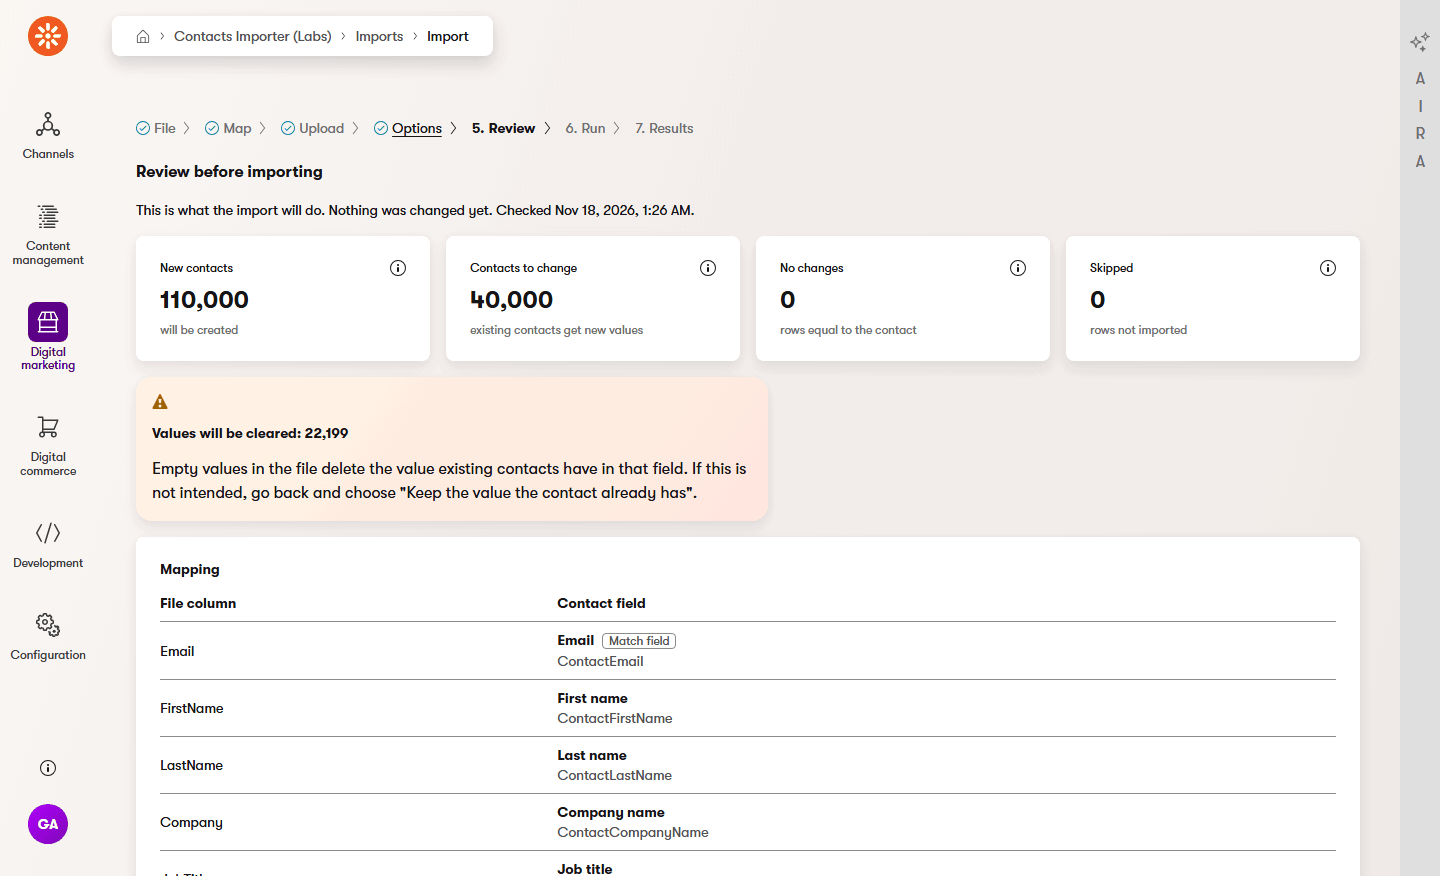 Contacts Importer (Labs)
Imports
Import
A
I
R
A
Channels
Content
management
Digital
marketing
Digital
commerce
Development
Configuration
GA
File
Map
Upload
Options
5. Review
6. Run
7. Results
Review before importing
This is what the import will do. Nothing was changed yet. Checked Nov 18, 2026, 1:26 AM.
New contacts
110,000
will be created
Contacts to change
40,000
existing contacts get new values
No changes
0
rows equal to the contact
Skipped
0
rows not imported
Values will be cleared: 22,199
Empty values in the file delete the value existing contacts have in that field. If this is
not intended, go back and choose "Keep the value the contact already has".
Mapping
File column
Contact field
Email
Email
Match field
ContactEmail
FirstName
First name
ContactFirstName
LastName
Last name
ContactLastName
Company
Company name
ContactCompanyName
Job title